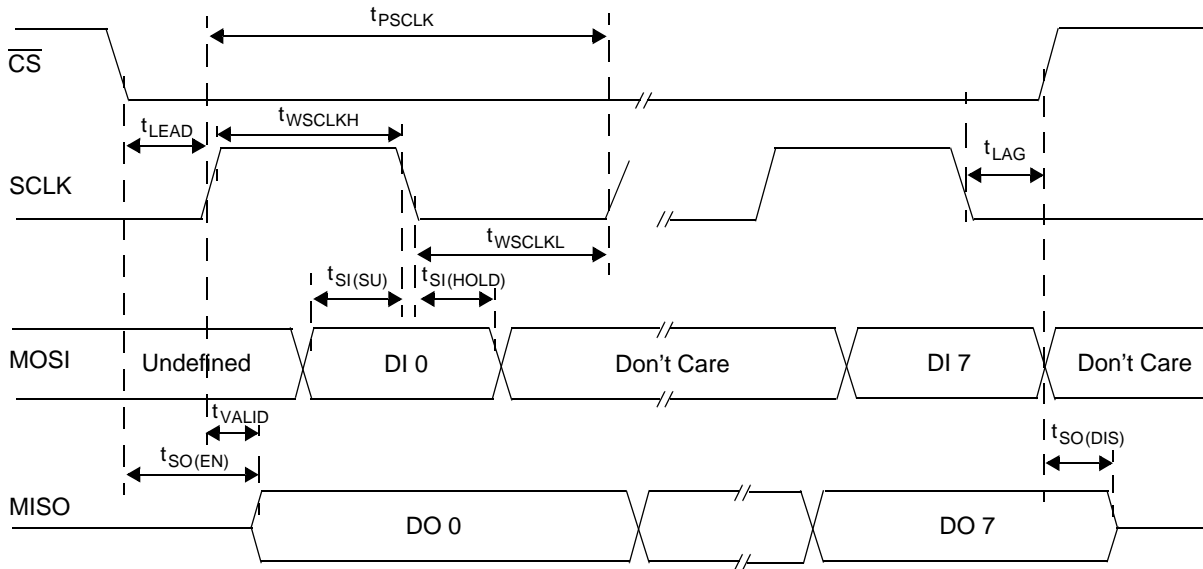 tPSCLK
CS
tLEAD
tWSCLKH
tLAG
SCLK
tWSCLKL
tSI(SU)
tSI(HOLD)
MOSI
Undefined
DI 0
Don't Care
DI 7
Don't Care
tVALID
tSO(EN)
tSO(DIS)
MISO
DO 0
DO 7